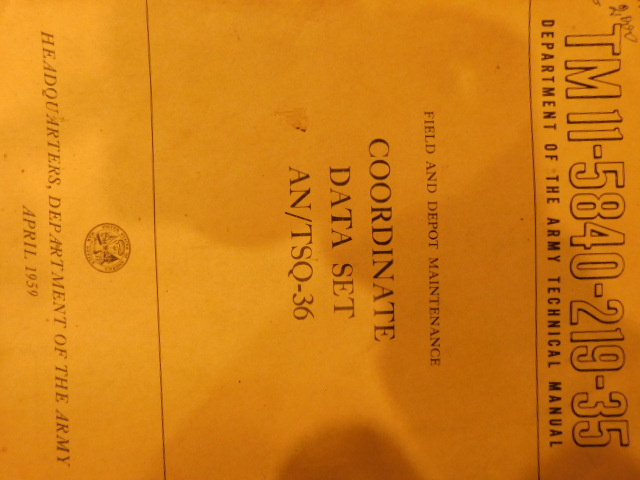 TM 11-5840-219-35
DEPARTMENT OF THE ARMY TECHNICAL MANUAL
FIELD AND DEPOT MAINTENANCE
COORDINATE
DATA SET
AN/TSQ-36
HEADQUARTERS, DEPARTMENT OF THE ARMY
APRIL 1959